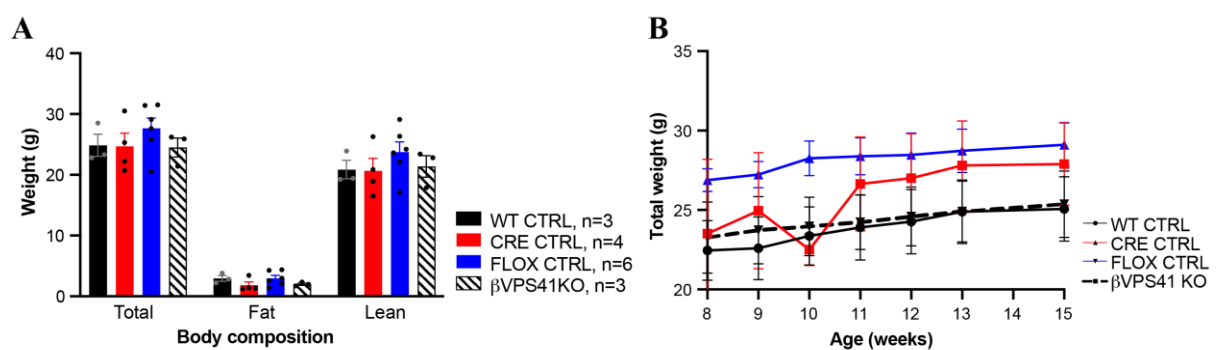 A
Weight (g)
40
30
20
10
0
Total Fat Lean
Body composition
WT CTRL, n=3
CRE CTRL, n=4
FLOX CTRL, n=6
βVPS41KO, n=3
B
Total weight (g)
35
30
25
20
8 9 10 11 12 13 14 15
Age (weeks)
WT CTRL
CRE CTRL
FLOX CTRL
βVPS41 KO